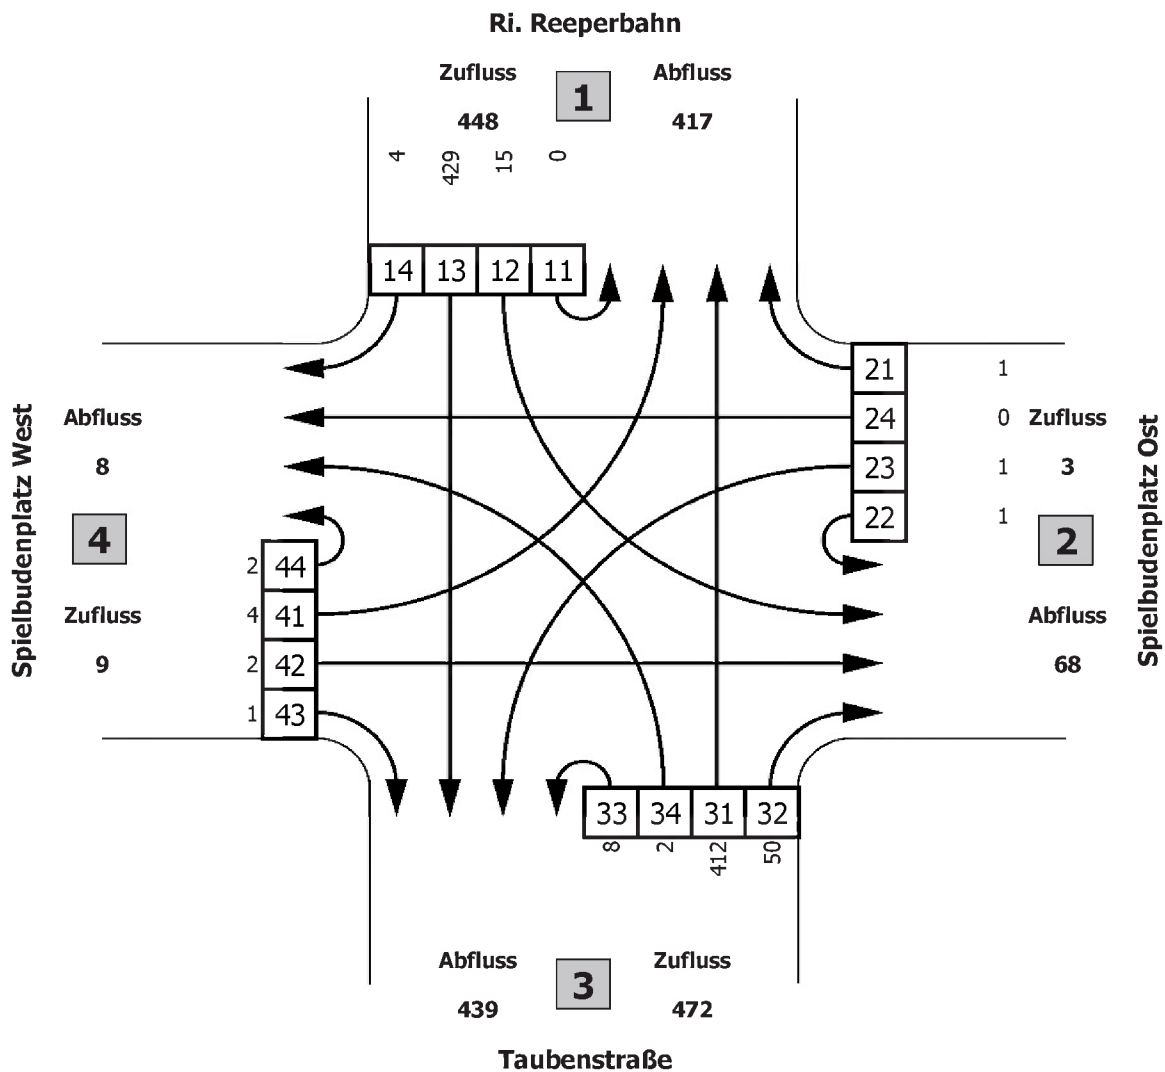 Ri. Reeperbahn
Zufluss
Abfluss
1
448
417
4
429
15
0
14 13 12 11
21
1
24
0
Zufluss
23
1
3
22
1
2
Abfluss
68
Spielbudenplatz Ost
Spielbudenplatz West
Abfluss
8
4
2 44
Zufluss
4 41
9
2 42
1 43
33 34 31 32
8
2
412
50
Abfluss
Zufluss
3
439
472
Taubenstraße